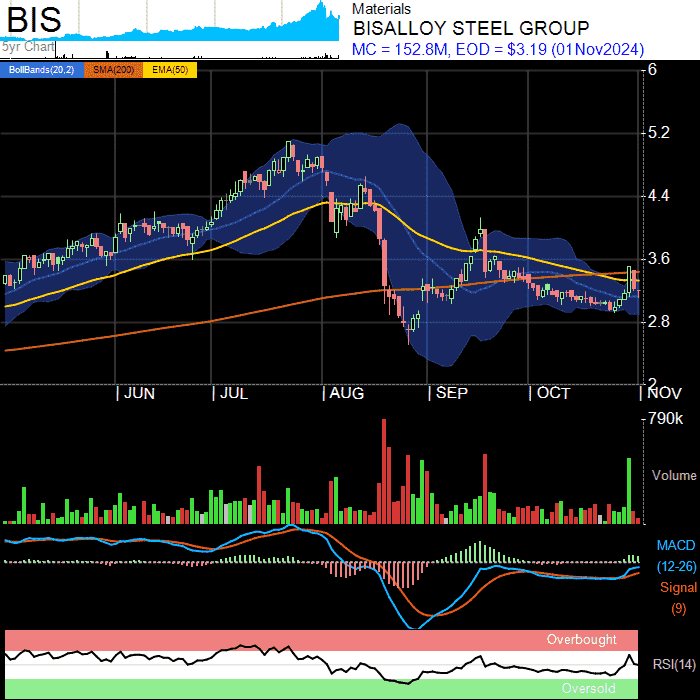 BIS
Materials
BISALLOY STEEL GROUP
5yr Chart
MC = 152.8M, EOD = $3.19 (01Nov2024)
BollBands(20,2) SMA(200) EMA(50)
6
5.2
4.4
3.6
2.8
2
JUN JUL AUG SEP OCT NOV
790k
Volume
MACD
(12-26)
Signal
(9)
Overbought
RSI(14)
Oversold